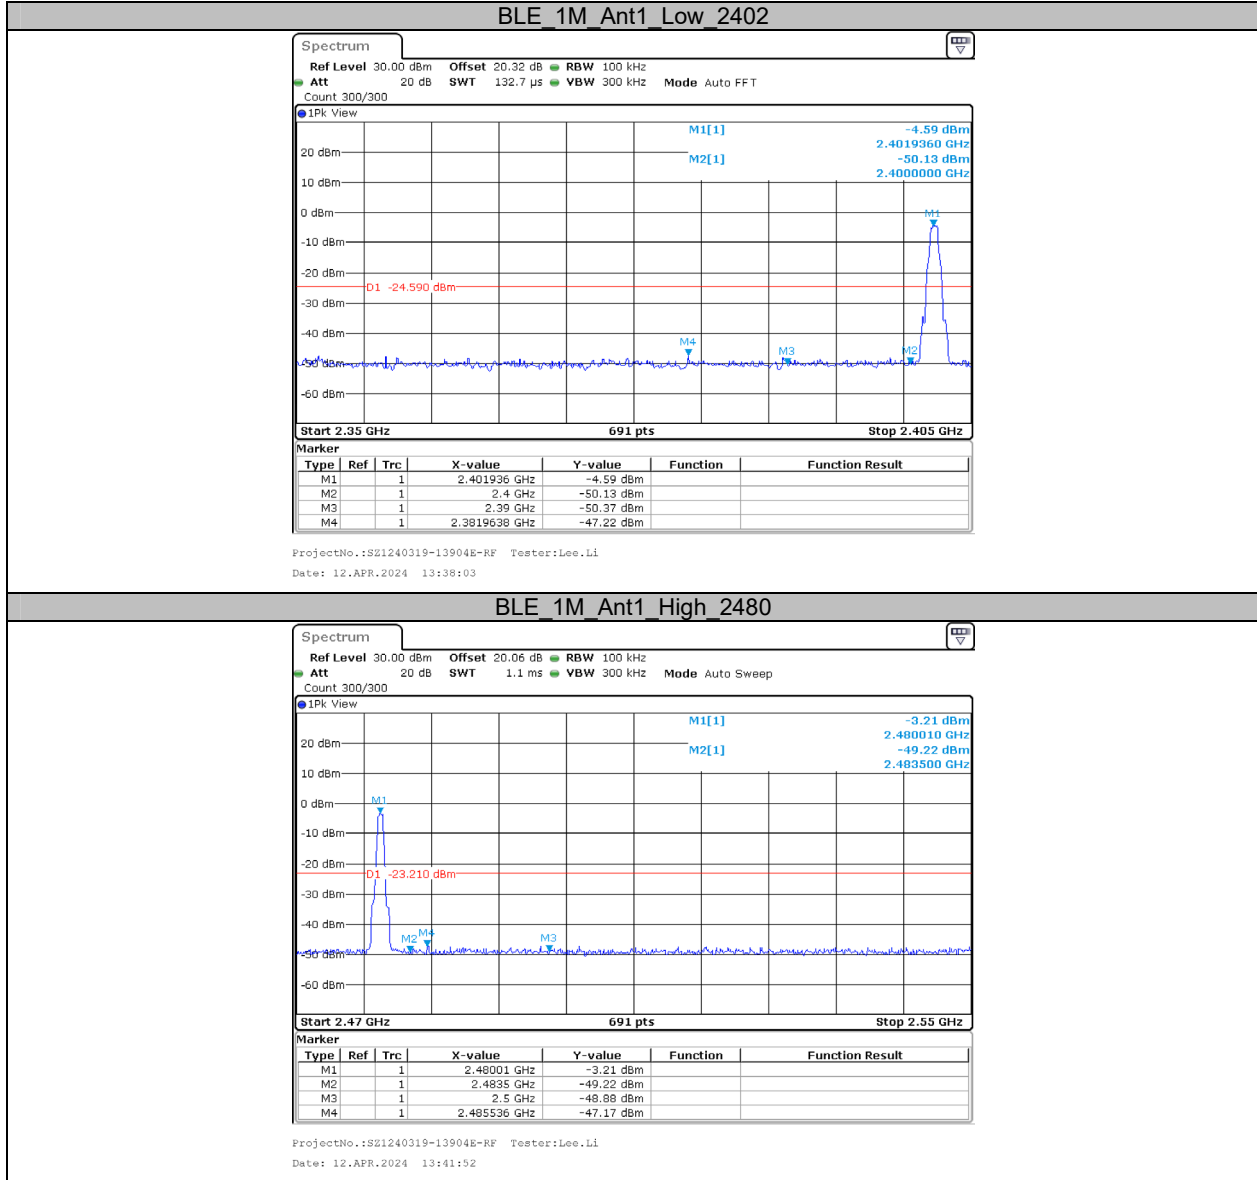 BLE_1M_Ant1_Low_2402
Spectrum
Ref Level 30.00 dBm Offset 20.32 dB RBW 100 kHz
Att 20 dB SWT 132.7 µs VBW 300 kHz Mode Auto FFT
Count 300/300
1Pk View
M1[1] -4.59 dBm
2.4019360 GHz
20 dBm
M2[1] -50.13 dBm
2.4000000 GHz
10 dBm
0 dBm
M1
-10 dBm
-20 dBm
D1 -24.590 dBm
-30 dBm
-40 dBm
M4
M3
M2
-50 dBm
-60 dBm
Start 2.35 GHz 691 pts Stop 2.405 GHz
Marker
Type Ref Trc X-value Y-value Function Function Result
M1 1 2.401936 GHz -4.59 dBm
M2 1 2.4 GHz -50.13 dBm
M3 1 2.39 GHz -50.37 dBm
M4 1 2.3819638 GHz -47.22 dBm
ProjectNo.:SZ1240319-13904E-RF Tester:Lee.Li
Date: 12.APR.2024 13:38:03
BLE_1M_Ant1_High_2480
Spectrum
Ref Level 30.00 dBm Offset 20.06 dB RBW 100 kHz
Att 20 dB SWT 1.1 ms VBW 300 kHz Mode Auto Sweep
Count 300/300
1Pk View
M1[1] -3.21 dBm
2.480010 GHz
20 dBm
M2[1] -49.22 dBm
2.483500 GHz
10 dBm
0 dBm
M1
-10 dBm
-20 dBm
D1 -23.210 dBm
-30 dBm
-40 dBm
M2
M4
M3
-50 dBm
-60 dBm
Start 2.47 GHz 691 pts Stop 2.55 GHz
Marker
Type Ref Trc X-value Y-value Function Function Result
M1 1 2.48001 GHz -3.21 dBm
M2 1 2.4835 GHz -49.22 dBm
M3 1 2.5 GHz -48.88 dBm
M4 1 2.485536 GHz -47.17 dBm
ProjectNo.:SZ1240319-13904E-RF Tester:Lee.Li
Date: 12.APR.2024 13:41:52